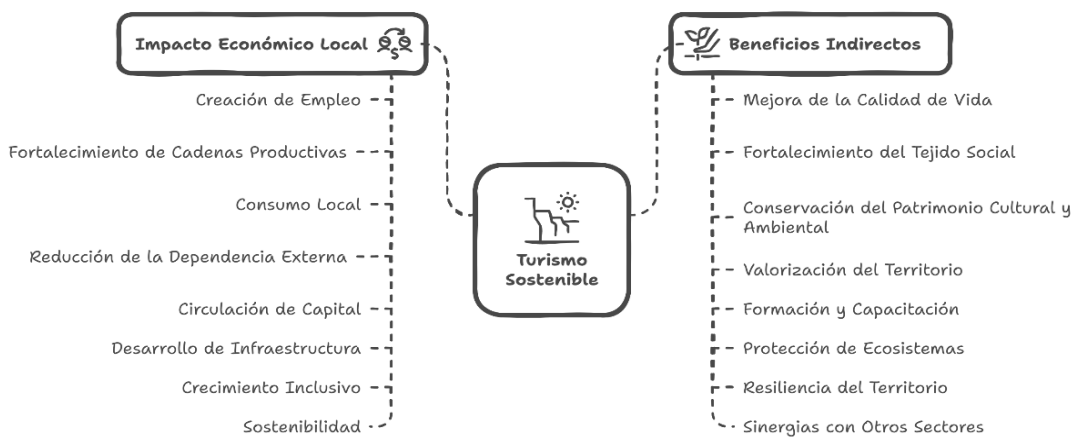 Impacto Económico Local
Creación de Empleo
Fortalecimiento de Cadenas Productivas
Consumo Local
Reducción de la Dependencia Externa
Circulación de Capital
Desarrollo de Infraestructura
Crecimiento Inclusivo
Sostenibilidad
Turismo
Sostenible
Beneficios Indirectos
Mejora de la Calidad de Vida
Fortalecimiento del Tejido Social
Conservación del Patrimonio Cultural y
Ambiental
Valorización del Territorio
Formación y Capacitación
Protección de Ecosistemas
Resiliencia del Territorio
Sinergias con Otros Sectores